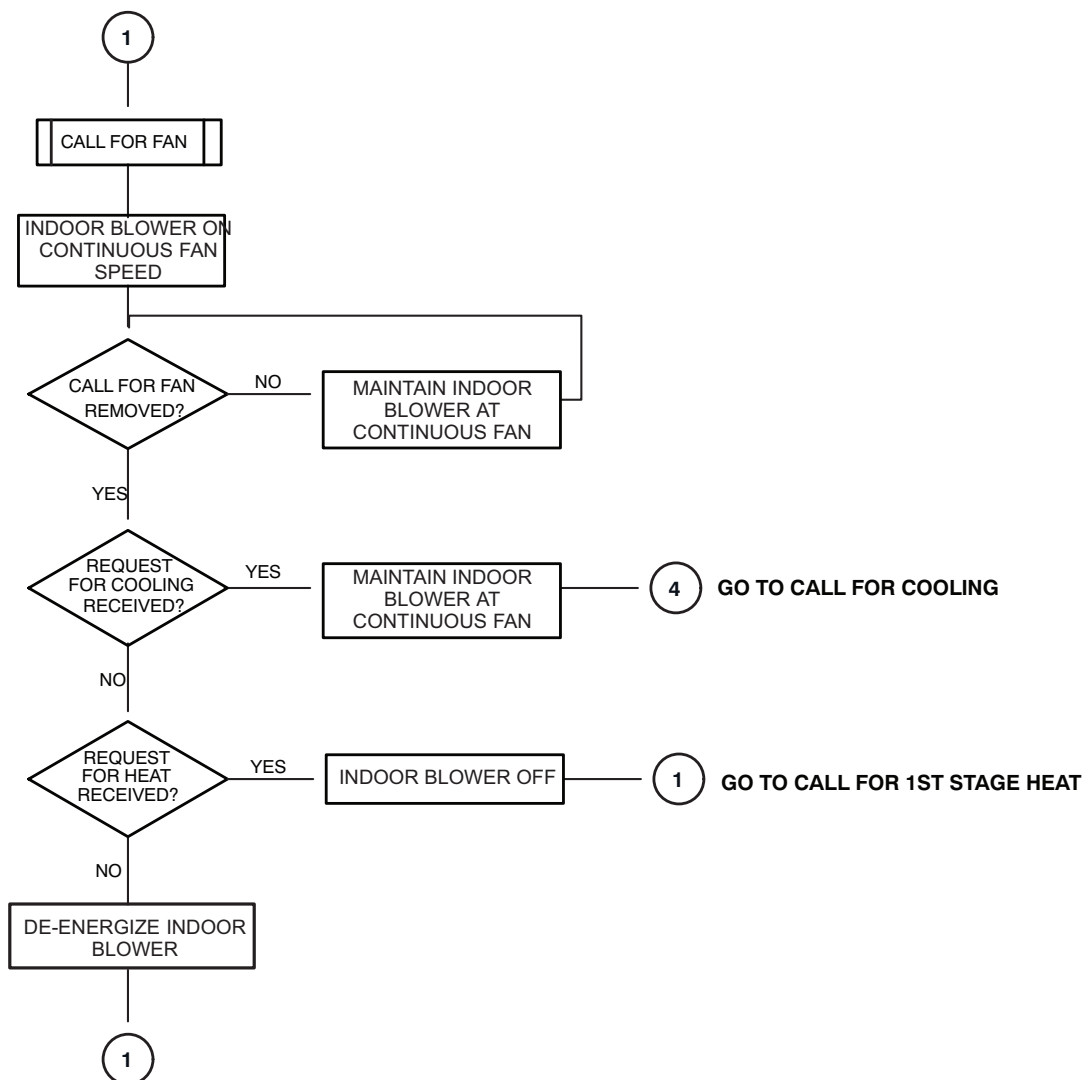 1
CALL FOR FAN
INDOOR BLOWER ON
CONTINUOUS FAN
SPEED
CALL FOR FAN
REMOVED?
NO
MAINTAIN INDOOR
BLOWER AT
CONTINUOUS FAN
YES
REQUEST
FOR COOLING
RECEIVED?
YES
MAINTAIN INDOOR
BLOWER AT
CONTINUOUS FAN
4
GO TO CALL FOR COOLING
NO
REQUEST
FOR HEAT
RECEIVED?
YES
INDOOR BLOWER OFF
1
GO TO CALL FOR 1ST STAGE HEAT
NO
DE-ENERGIZE INDOOR
BLOWER
1